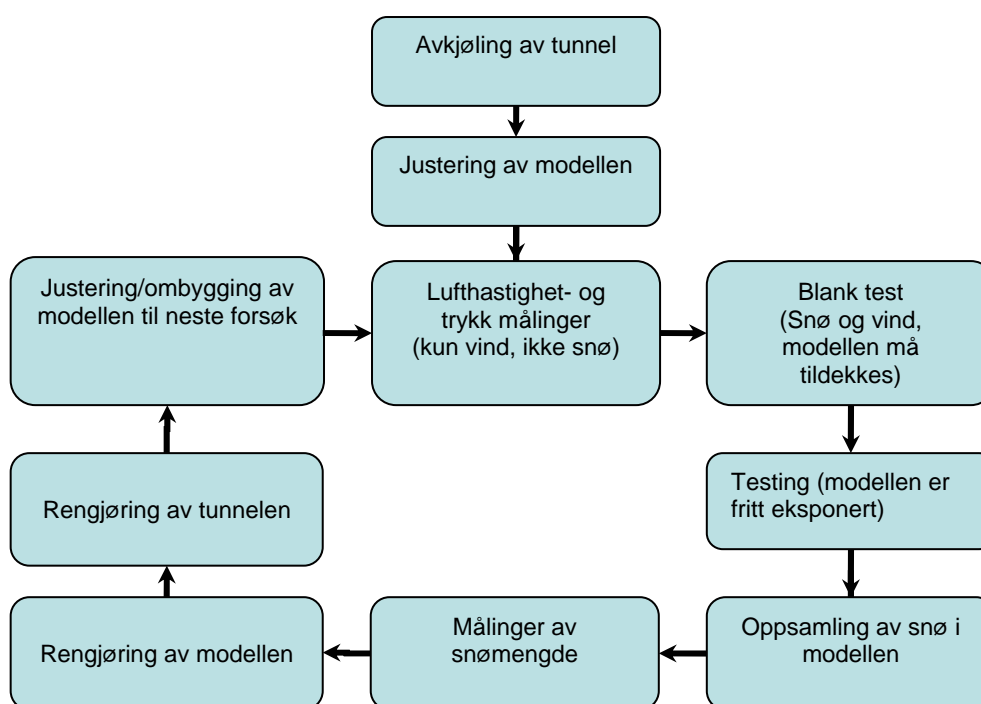 Avkjøling av tunnel
Justering av modellen
Justering/ombygging av
modellen til neste forsøk
Lufthastighet- og
trykk målinger
(kun vind, ikke snø)
Blank test
(Snø og vind,
modellen må
tildekkes)
Rengjøring av tunnelen
Testing (modellen er
fritt eksponert)
Rengjøring av modellen
Målinger av
snømengde
Oppsamling av snø i
modellen